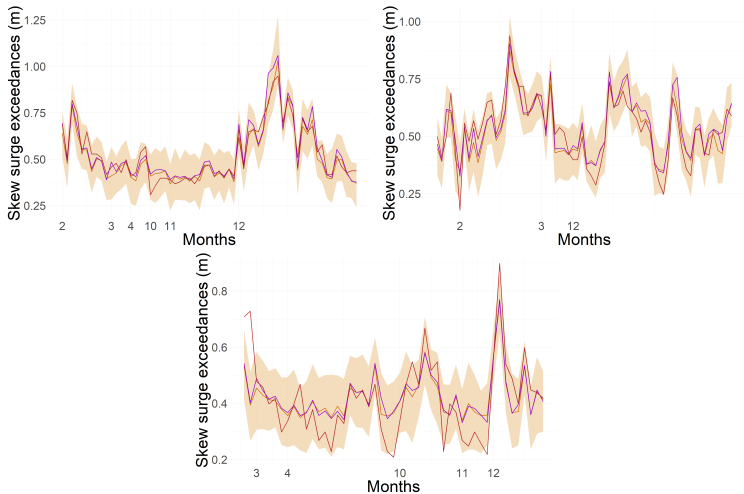 Skew surge exceedances (m)
1.25
1.00
0.75
0.50
0.25
2 3 4 10 11 12
Months
Skew surge exceedances (m)
1.00
0.75
0.50
0.25
2 3 12
Months
Skew surge exceedances (m)
0.8
0.6
0.4
0.2
3 4 10 11 12
Months